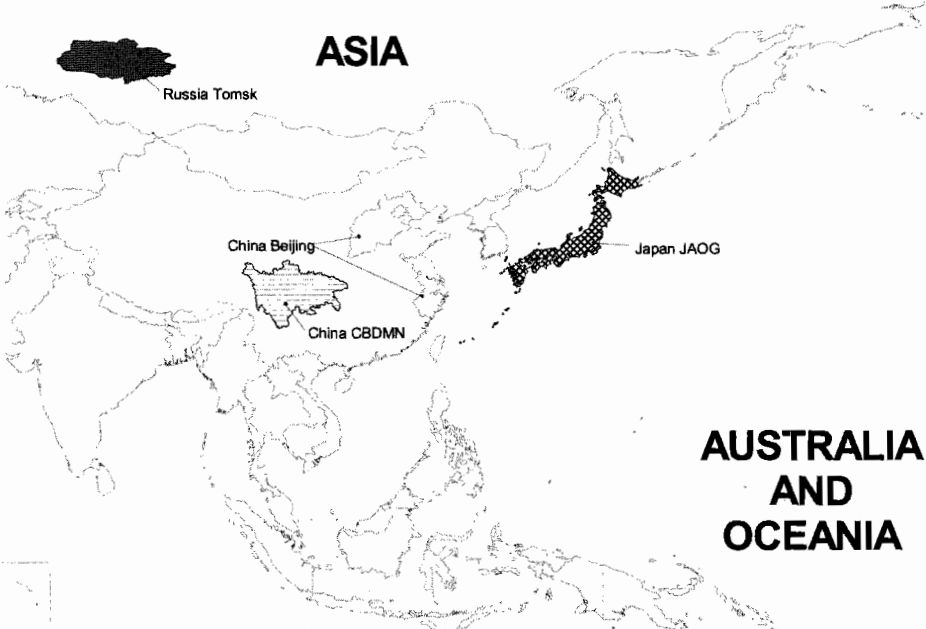 ASIA
Russia Tomsk
China Beijing
Japan JAOG
China CBDMN
AUSTRALIA
AND
OCEANIA